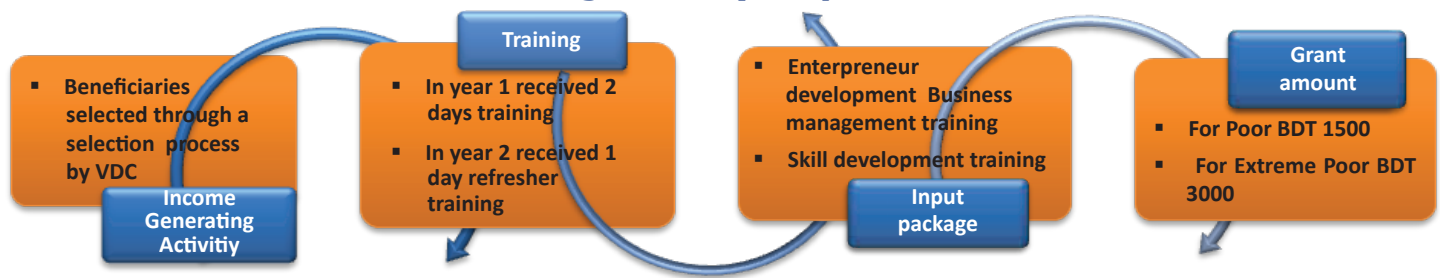 ▪ Beneficiaries
selected through a
selection process
by VDC
Income
Generating
Activitiy
Training
▪ In year 1 received 2
days training
▪ In year 2 received 1
day refresher
training
▪ Enterpreneur
development Business
management training
▪ Skill development training
Input
package
Grant
amount
▪ For Poor BDT 1500
▪ For Extreme Poor BDT
3000